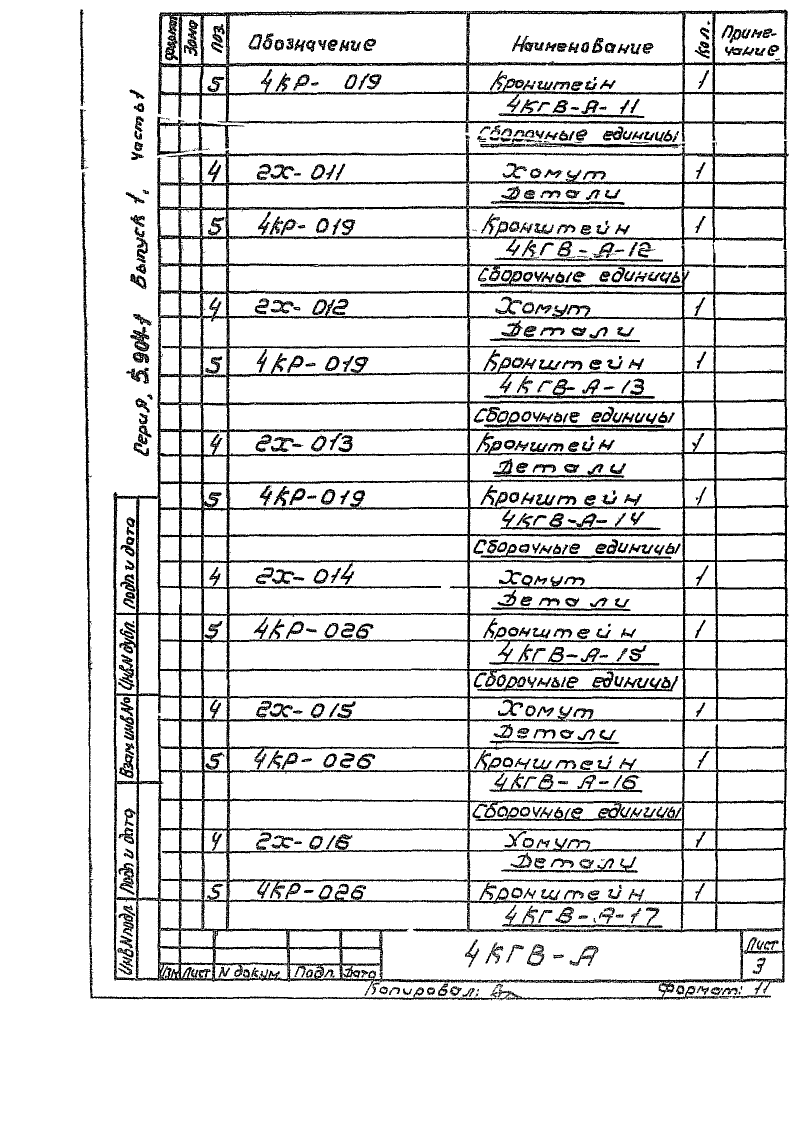 Формат Зона Поз. Обозначение Наименование Кол. Приме-
чание
5 4КР- 019 Кронштейн 1
4КГВ-А-11
Сборочные единицы
4 2Х-011 Хомут 1
Детали
5 4КР-019 Кронштейн 1
4КГВ-А-12
Сборочные единицы
4 2Х-012 Хомут 1
Детали
5 4КР-019 Кронштейн 1
4КГВ-А-13
Сборочные единицы
4 2Х-013 Кронштейн 1
Детали
5 4КР-019 Кронштейн 1
4КГВ-А-14
Сборочные единицы
4 2Х-014 Хомут 1
Детали
5 4КР-026 Кронштейн 1
4КГВ-А-15
Сборочные единицы
4 2Х-015 Хомут 1
Детали
5 4КР-026 Кронштейн 1
4КГВ-А-16
Сборочные единицы
4 2Х-016 Хомут 1
Детали
5 4КР-026 Кронштейн 1
4КГВ-А-17
Серия, 5.904-1 Выпуск 1, часть 1
Подп и дата
Инв.N дубл.
Взам инв.No
Подп и дата
Инв.N подл.
Изм Лист N докум. Подп. Дата
4КГВ-А
Лист
3
Копировал:
Формат: 11